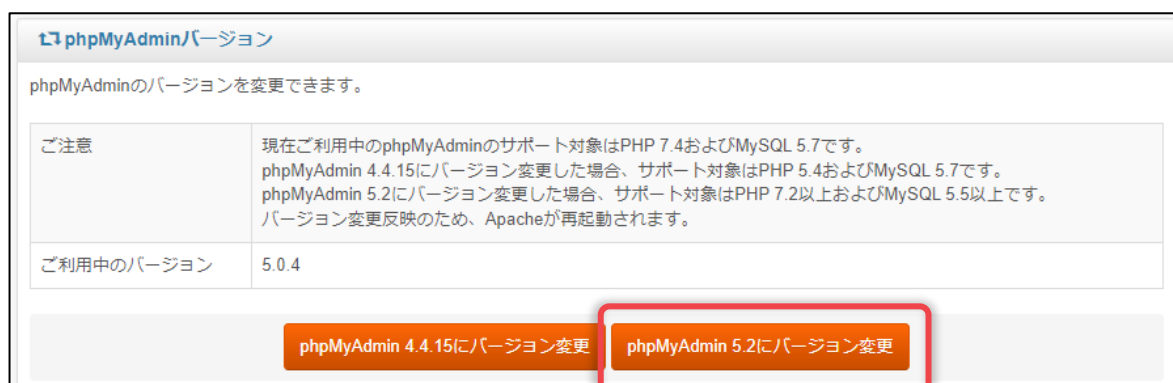 phpMyAdminバージョン
phpMyAdminのバージョンを変更できます。
ご注意
現在ご利用中のphpMyAdminのサポート対象はPHP 7.4およびMySQL 5.7です。
phpMyAdmin 4.4.15にバージョン変更した場合、サポート対象はPHP 5.4およびMySQL 5.7です。
phpMyAdmin 5.2にバージョン変更した場合、サポート対象はPHP 7.2以上およびMySQL 5.5以上です。
バージョン変更反映のため、Apacheが再起動されます。
ご利用中のバージョン
5.0.4
phpMyAdmin 4.4.15にバージョン変更
phpMyAdmin 5.2にバージョン変更